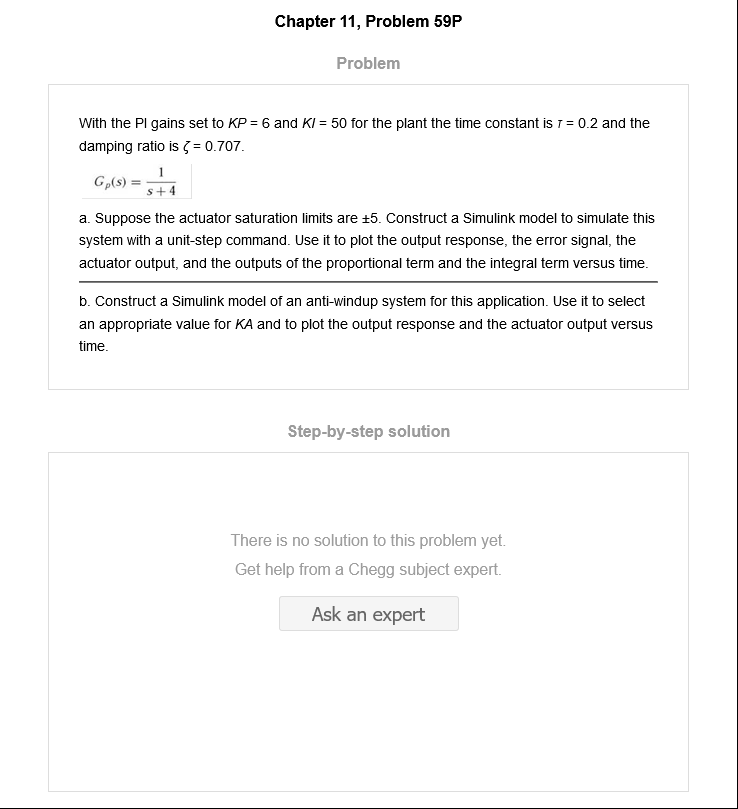 Chapter 11, Problem 59P
Problem
With the PI gains set to KP = 6 and KI = 50 for the plant the time constant is τ = 0.2 and the
damping ratio is ζ = 0.707.
G_p(s) = 1/(s + 4)
a. Suppose the actuator saturation limits are ±5. Construct a Simulink model to simulate this
system with a unit-step command. Use it to plot the output response, the error signal, the
actuator output, and the outputs of the proportional term and the integral term versus time.
b. Construct a Simulink model of an anti-windup system for this application. Use it to select
an appropriate value for KA and to plot the output response and the actuator output versus
time.
Step-by-step solution
There is no solution to this problem yet.
Get help from a Chegg subject expert.
Ask an expert